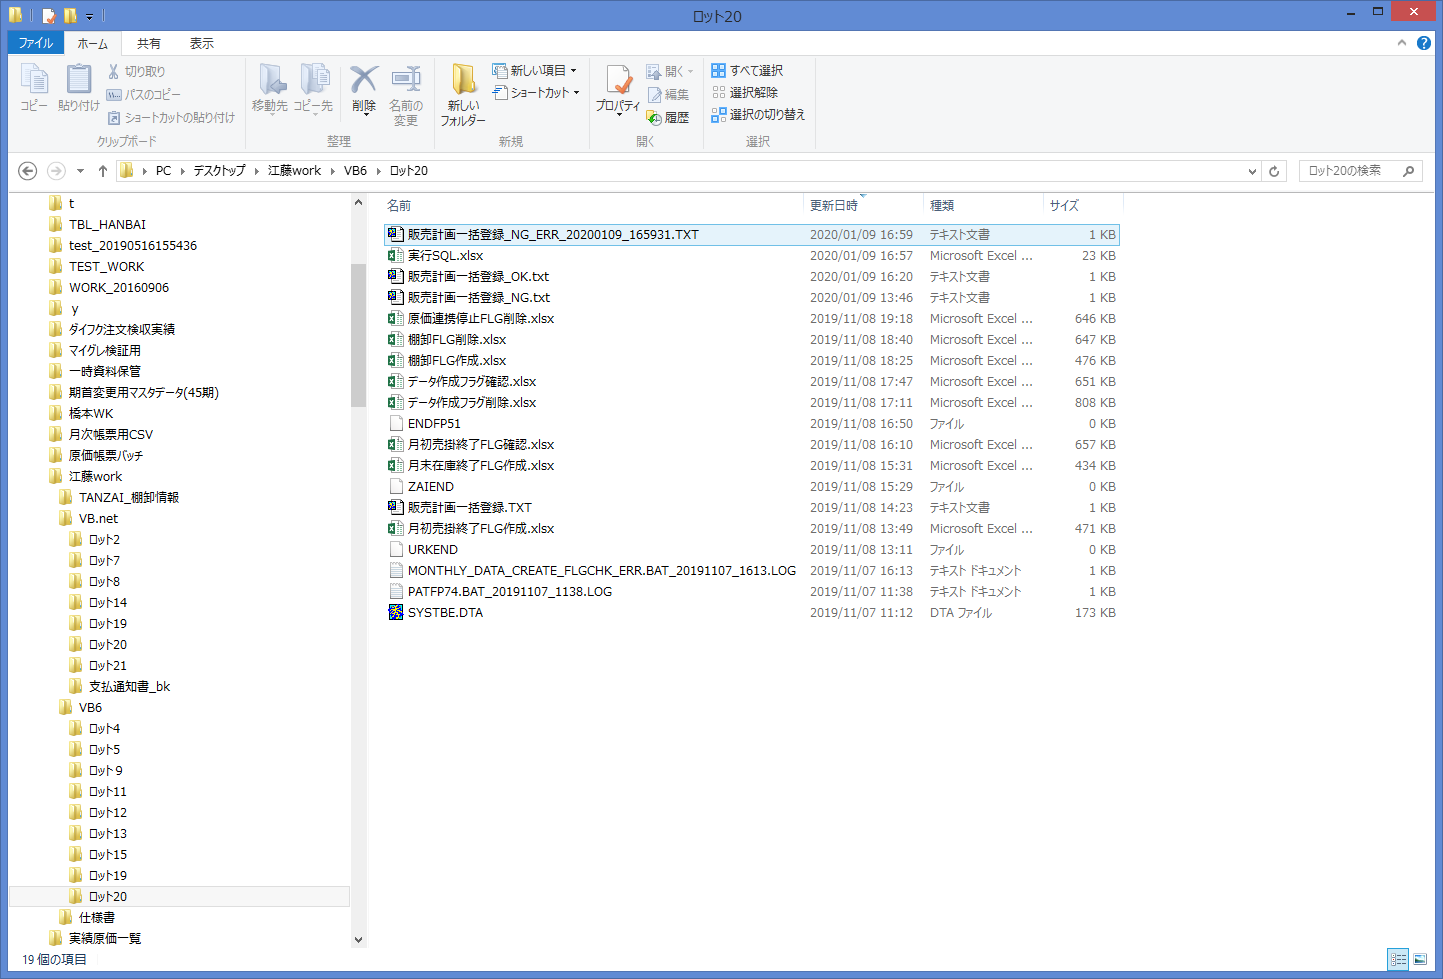 ロット20
ファイル ホーム 共有 表示
コピー
貼り付け
切り取り
パスのコピー
ショートカットの貼り付け
クリップボード
移動先
コピー先
削除
名前の
変更
整理
新しい
フォルダー
新しい項目
ショートカット
新規
プロパティ
開く
編集
履歴
開く
すべて選択
選択解除
選択の切り替え
選択
PC デスクトップ 江藤work VB6 ロット20
ロット20の検索
t
TBL_HANBAI
test_20190516155436
TEST_WORK
WORK_20160906
y
ダイフク注文検収実績
マイグレ検証用
一時資料保管
期首変更用マスタデータ(45期)
橋本WK
月次帳票用CSV
原価帳票バッチ
江藤work
TANZAI_棚卸情報
VB.net
ロット2
ロット7
ロット8
ロット14
ロット19
ロット20
ロット21
支払通知書_bk
VB6
ロット4
ロット5
ロット９
ロット11
ロット12
ロット13
ロット15
ロット19
ロット20
仕様書
実績原価一覧
名前 更新日時 種類 サイズ
販売計画一括登録_NG_ERR_20200109_165931.TXT 2020/01/09 16:59 テキスト文書 1 KB
実行SQL.xlsx 2020/01/09 16:57 Microsoft Excel ... 23 KB
販売計画一括登録_OK.txt 2020/01/09 16:20 テキスト文書 1 KB
販売計画一括登録_NG.txt 2020/01/09 13:46 テキスト文書 1 KB
原価連携停止FLG削除.xlsx 2019/11/08 19:18 Microsoft Excel ... 646 KB
棚卸FLG削除.xlsx 2019/11/08 18:40 Microsoft Excel ... 647 KB
棚卸FLG作成.xlsx 2019/11/08 18:25 Microsoft Excel ... 476 KB
データ作成フラグ確認.xlsx 2019/11/08 17:47 Microsoft Excel ... 651 KB
データ作成フラグ削除.xlsx 2019/11/08 17:11 Microsoft Excel ... 808 KB
ENDFP51 2019/11/08 16:50 ファイル 0 KB
月初売掛終了FLG確認.xlsx 2019/11/08 16:10 Microsoft Excel ... 657 KB
月末在庫終了FLG作成.xlsx 2019/11/08 15:31 Microsoft Excel ... 434 KB
ZAIEND 2019/11/08 15:29 ファイル 0 KB
販売計画一括登録.TXT 2019/11/08 14:23 テキスト文書 1 KB
月初売掛終了FLG作成.xlsx 2019/11/08 13:49 Microsoft Excel ... 471 KB
URKEND 2019/11/08 13:11 ファイル 0 KB
MONTHLY_DATA_CREATE_FLGCHK_ERR.BAT_20191107_1613.LOG 2019/11/07 16:13 テキスト ドキュメント 1 KB
PATFP74.BAT_20191107_1138.LOG 2019/11/07 11:38 テキスト ドキュメント 1 KB
SYSTBE.DTA 2019/11/07 11:12 DTA ファイル 173 KB
19 個の項目